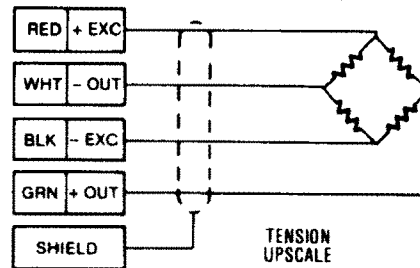 RED + EXC
WHT - OUT
BLK - EXC
GRN + OUT
SHIELD
TENSION
UPSCALE